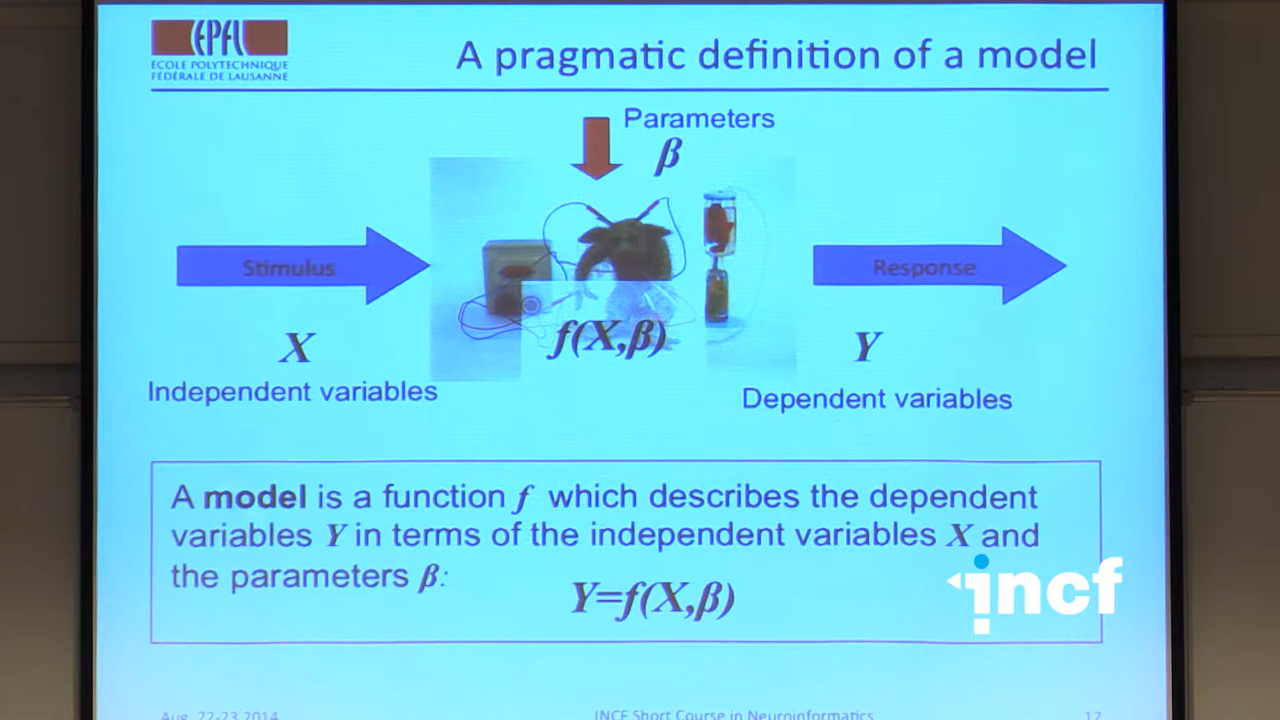 EPFL
ÉCOLE POLYTECHNIQUE
FÉDÉRALE DE LAUSANNE
A pragmatic definition of a model
Parameters
β
Stimulus
Response
f(X,β)
X
Y
Independent variables
Dependent variables
A model is a function f which describes the dependent
variables Y in terms of the independent variables X and
the parameters β:
Y=f(X,β)
incf
Aug. 22-23 2014
INCF Short Course in Neuroinformatics
12